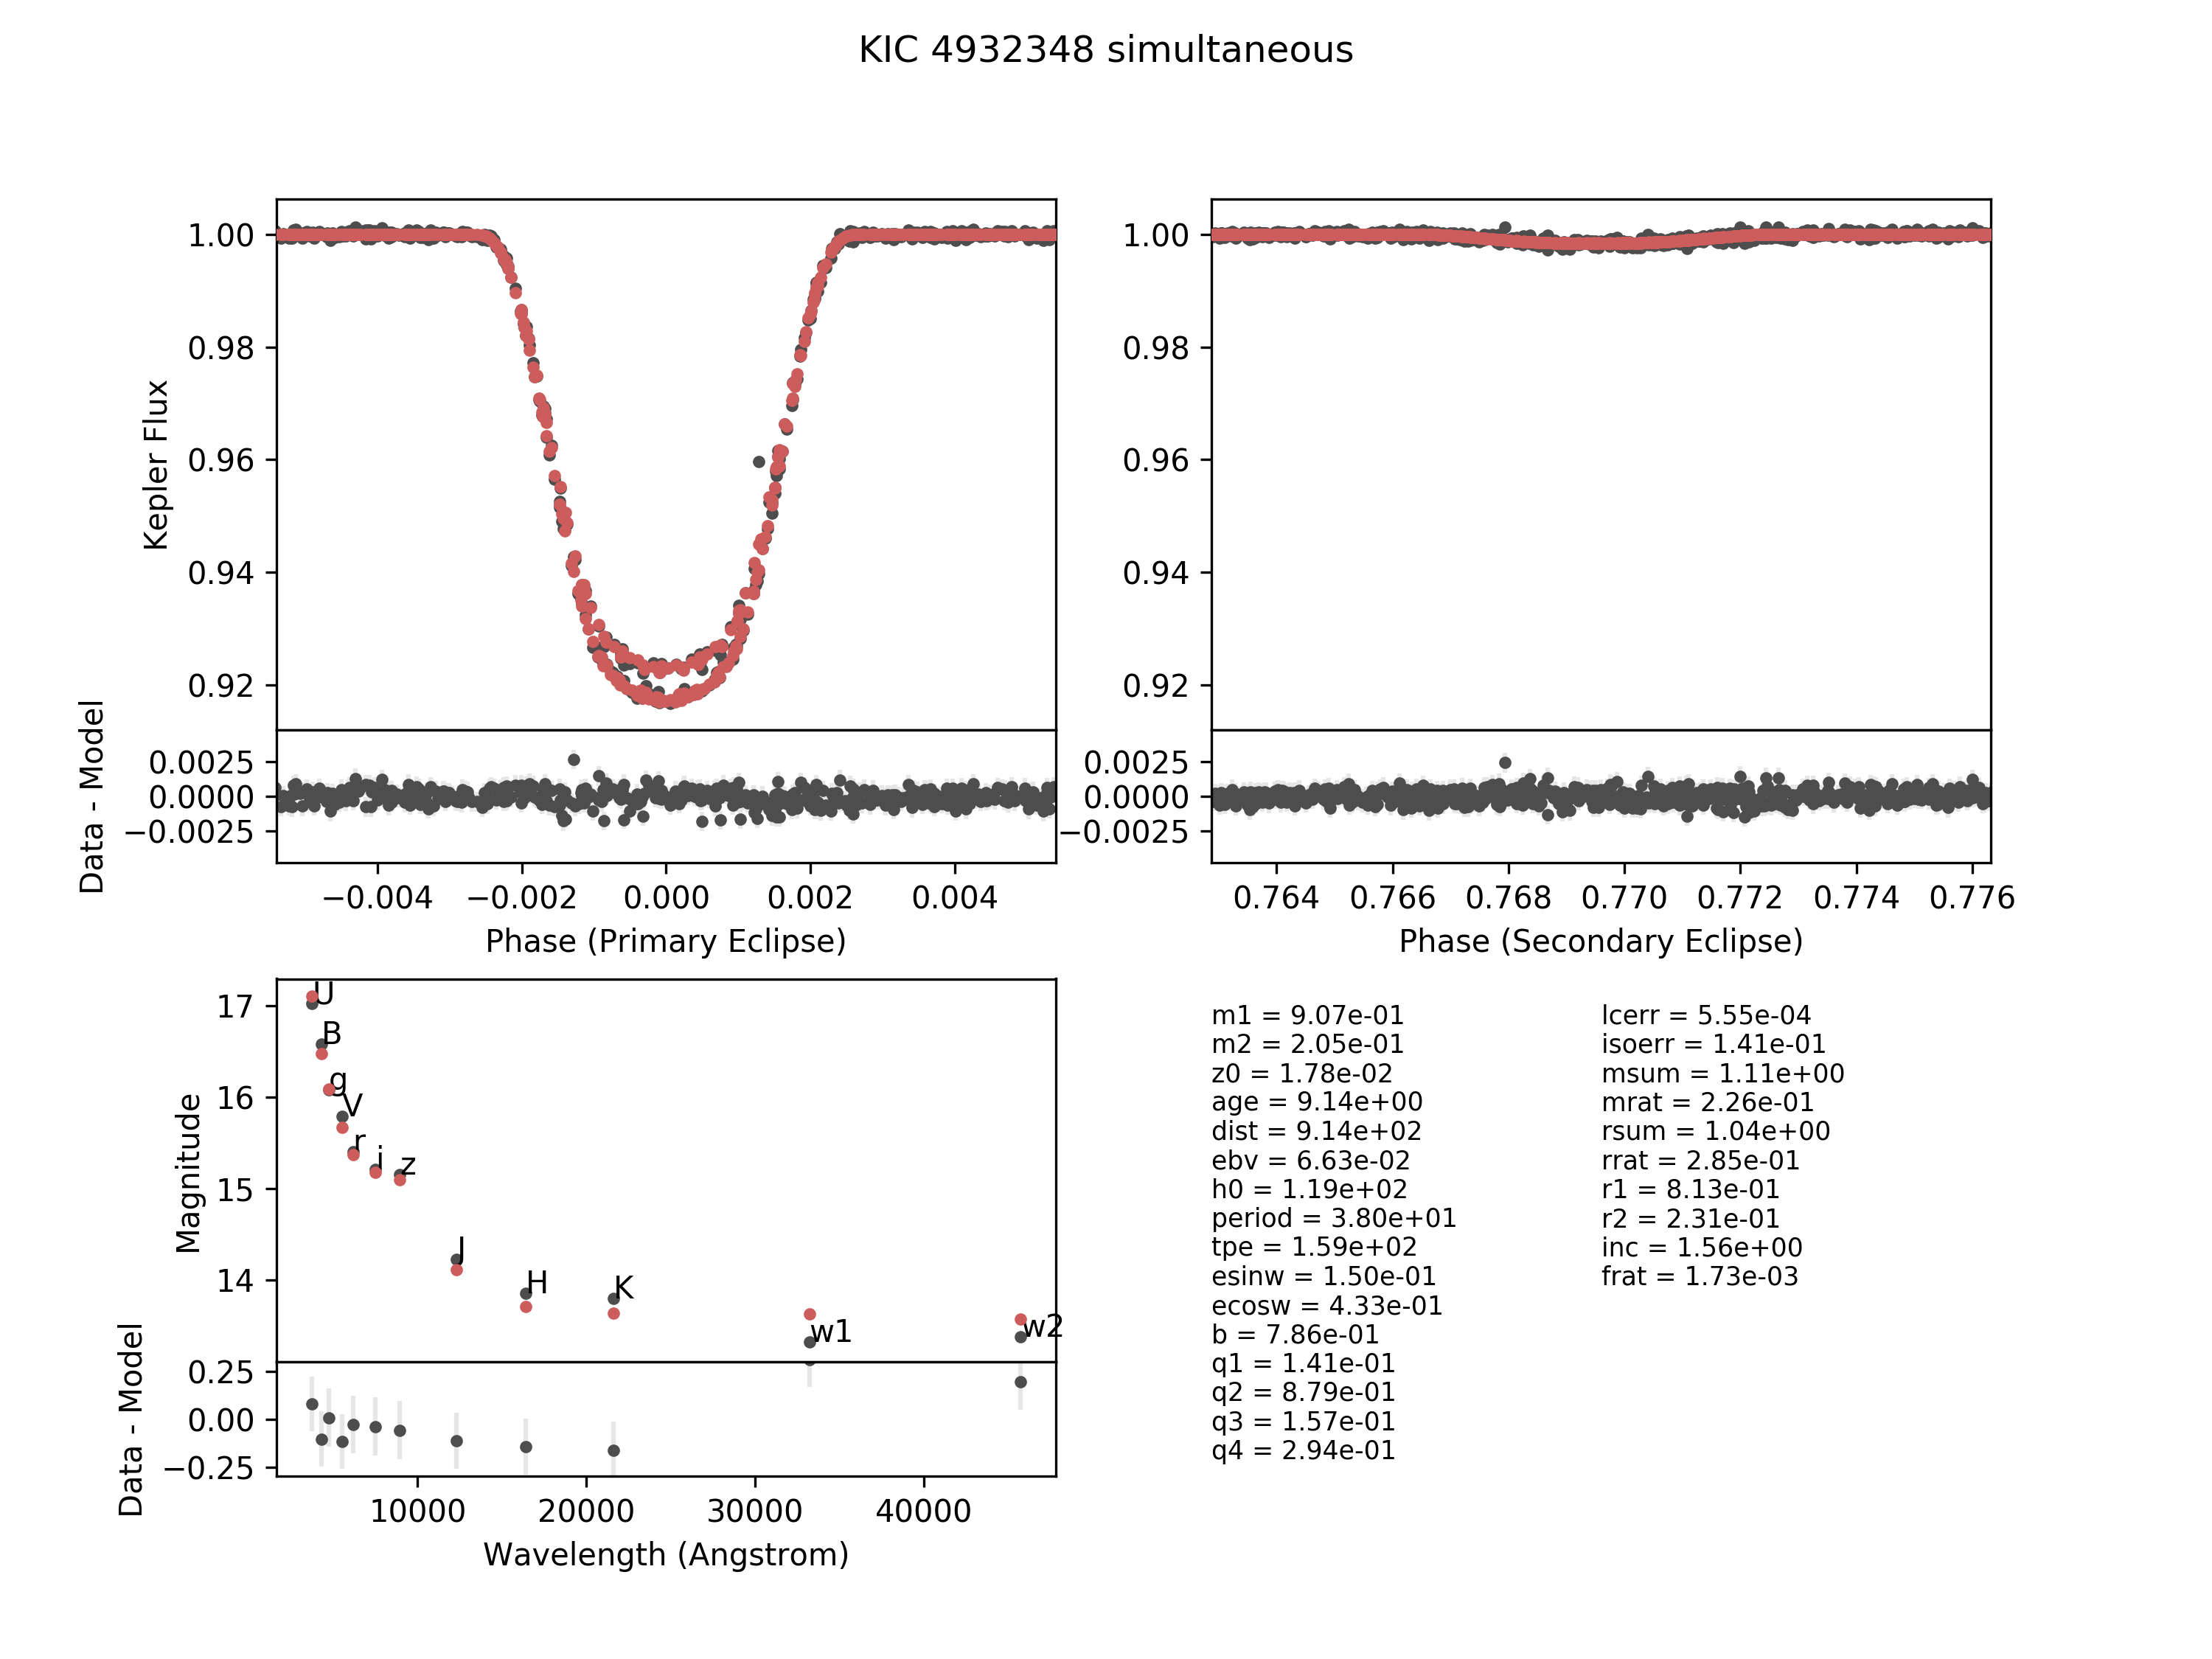 KIC 4932348 simultaneous
1.00
0.98
0.96
0.94
0.92
Kepler Flux
0.0025
0.0000
−0.0025
Data - Model
−0.004 −0.002 0.000 0.002 0.004
Phase (Primary Eclipse)
1.00
0.98
0.96
0.94
0.92
0.0025
0.0000
−0.0025
0.764 0.766 0.768 0.770 0.772 0.774 0.776
Phase (Secondary Eclipse)
17
16
15
14
Magnitude
U
B
g
V
r
i
z
J
H
K
w1
w2
0.25
0.00
−0.25
Data - Model
10000 20000 30000 40000
Wavelength (Angstrom)
m1 = 9.07e-01
m2 = 2.05e-01
z0 = 1.78e-02
age = 9.14e+00
dist = 9.14e+02
ebv = 6.63e-02
h0 = 1.19e+02
period = 3.80e+01
tpe = 1.59e+02
esinw = 1.50e-01
ecosw = 4.33e-01
b = 7.86e-01
q1 = 1.41e-01
q2 = 8.79e-01
q3 = 1.57e-01
q4 = 2.94e-01
lcerr = 5.55e-04
isoerr = 1.41e-01
msum = 1.11e+00
mrat = 2.26e-01
rsum = 1.04e+00
rrat = 2.85e-01
r1 = 8.13e-01
r2 = 2.31e-01
inc = 1.56e+00
frat = 1.73e-03